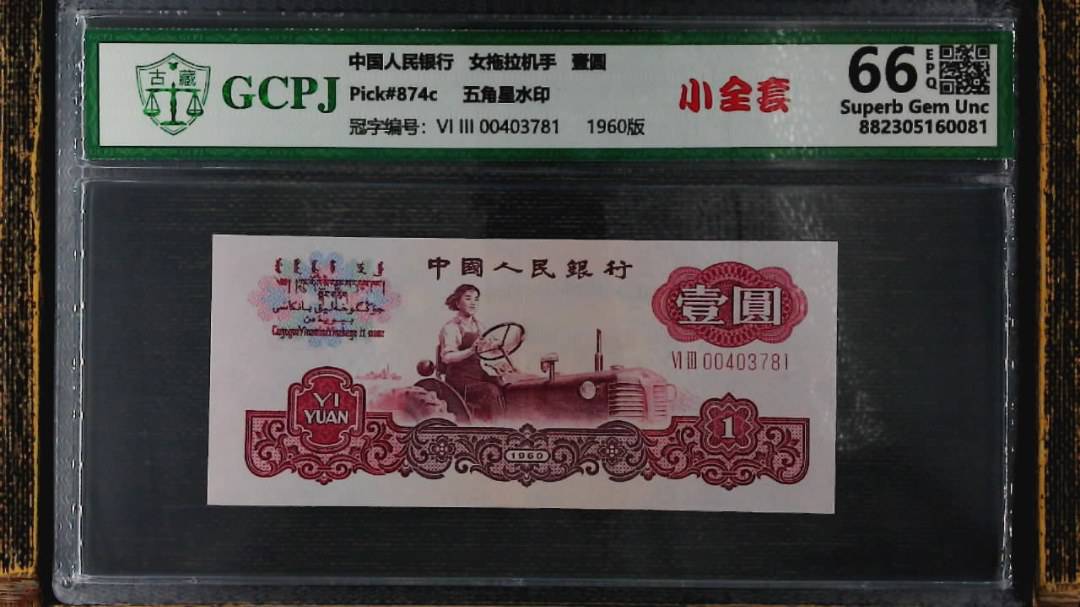 古藏
GCPJ
中国人民银行 女拖拉机手 壹圆
Pick#874c 五角星水印
冠字编号: VI III 00403781 1960版
小全套
66
EPQ
Superb Gem Unc
882305160081
中國人民銀行
壹圓
VI III 00403781
YI
YUAN
1960
1